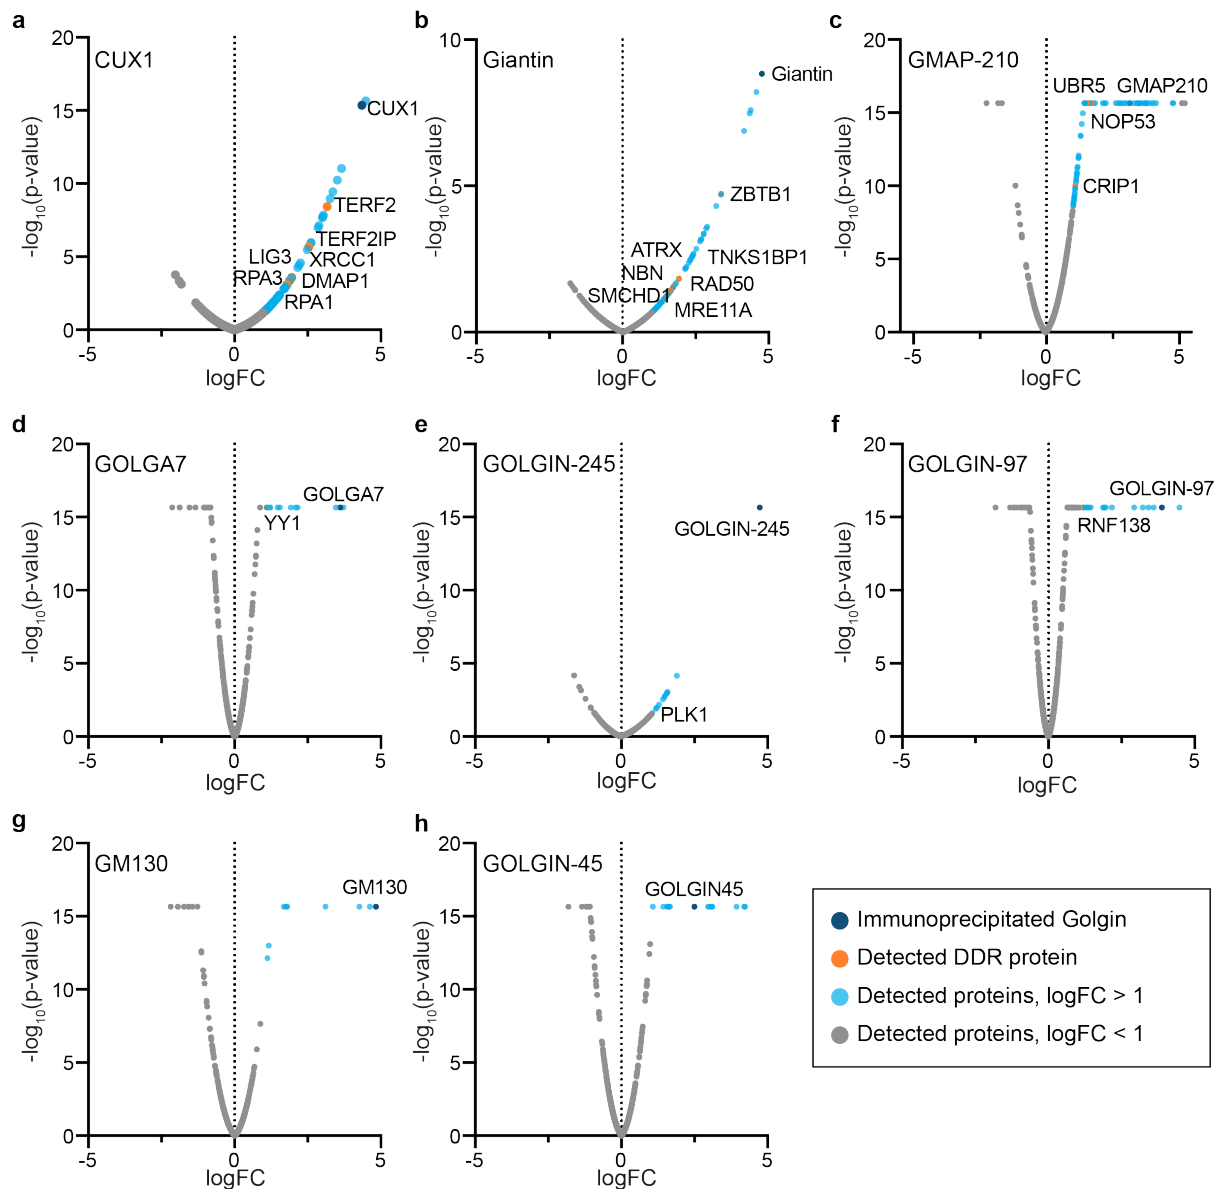 a
b
c
20
15
10
5
0
-5
0
5
-log10(p-value)
logFC
CUX1
CUX1
TERF2
TERF2IP
LIG3
XRCC1
RPA3
DMAP1
RPA1
10
5
0
-5
0
5
-log10(p-value)
logFC
Giantin
Giantin
ZBTB1
ATRX
TNKS1BP1
NBN
RAD50
SMCHD1
MRE11A
20
15
10
5
0
-5
0
5
-log10(p-value)
logFC
GMAP-210
UBR5
GMAP210
NOP53
CRIP1
d
e
f
20
15
10
5
0
-5
0
5
-log10(p-value)
logFC
GOLGA7
GOLGA7
YY1
20
15
10
5
0
-5
0
5
-log10(p-value)
logFC
GOLGIN-245
GOLGIN-245
PLK1
20
15
10
5
0
-5
0
5
-log10(p-value)
logFC
GOLGIN-97
GOLGIN-97
RNF138
g
h
20
15
10
5
0
-5
0
5
-log10(p-value)
logFC
GM130
GM130
20
15
10
5
0
-5
0
5
-log10(p-value)
logFC
GOLGIN-45
GOLGIN45
Immunoprecipitated Golgin
Detected DDR protein
Detected proteins, logFC > 1
Detected proteins, logFC < 1